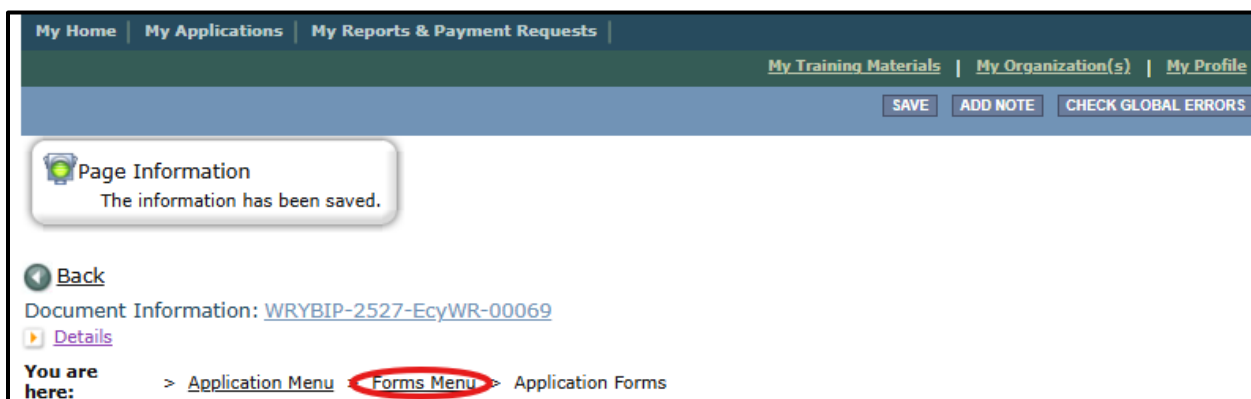 My Home | My Applications | My Reports & Payment Requests |
My Training Materials | My Organization(s) | My Profile
SAVE ADD NOTE CHECK GLOBAL ERRORS
Page Information
The information has been saved.
Back
Document Information: WRYBIP-2527-EcyWR-00069
Details
You are here: > Application Menu > Forms Menu > Application Forms